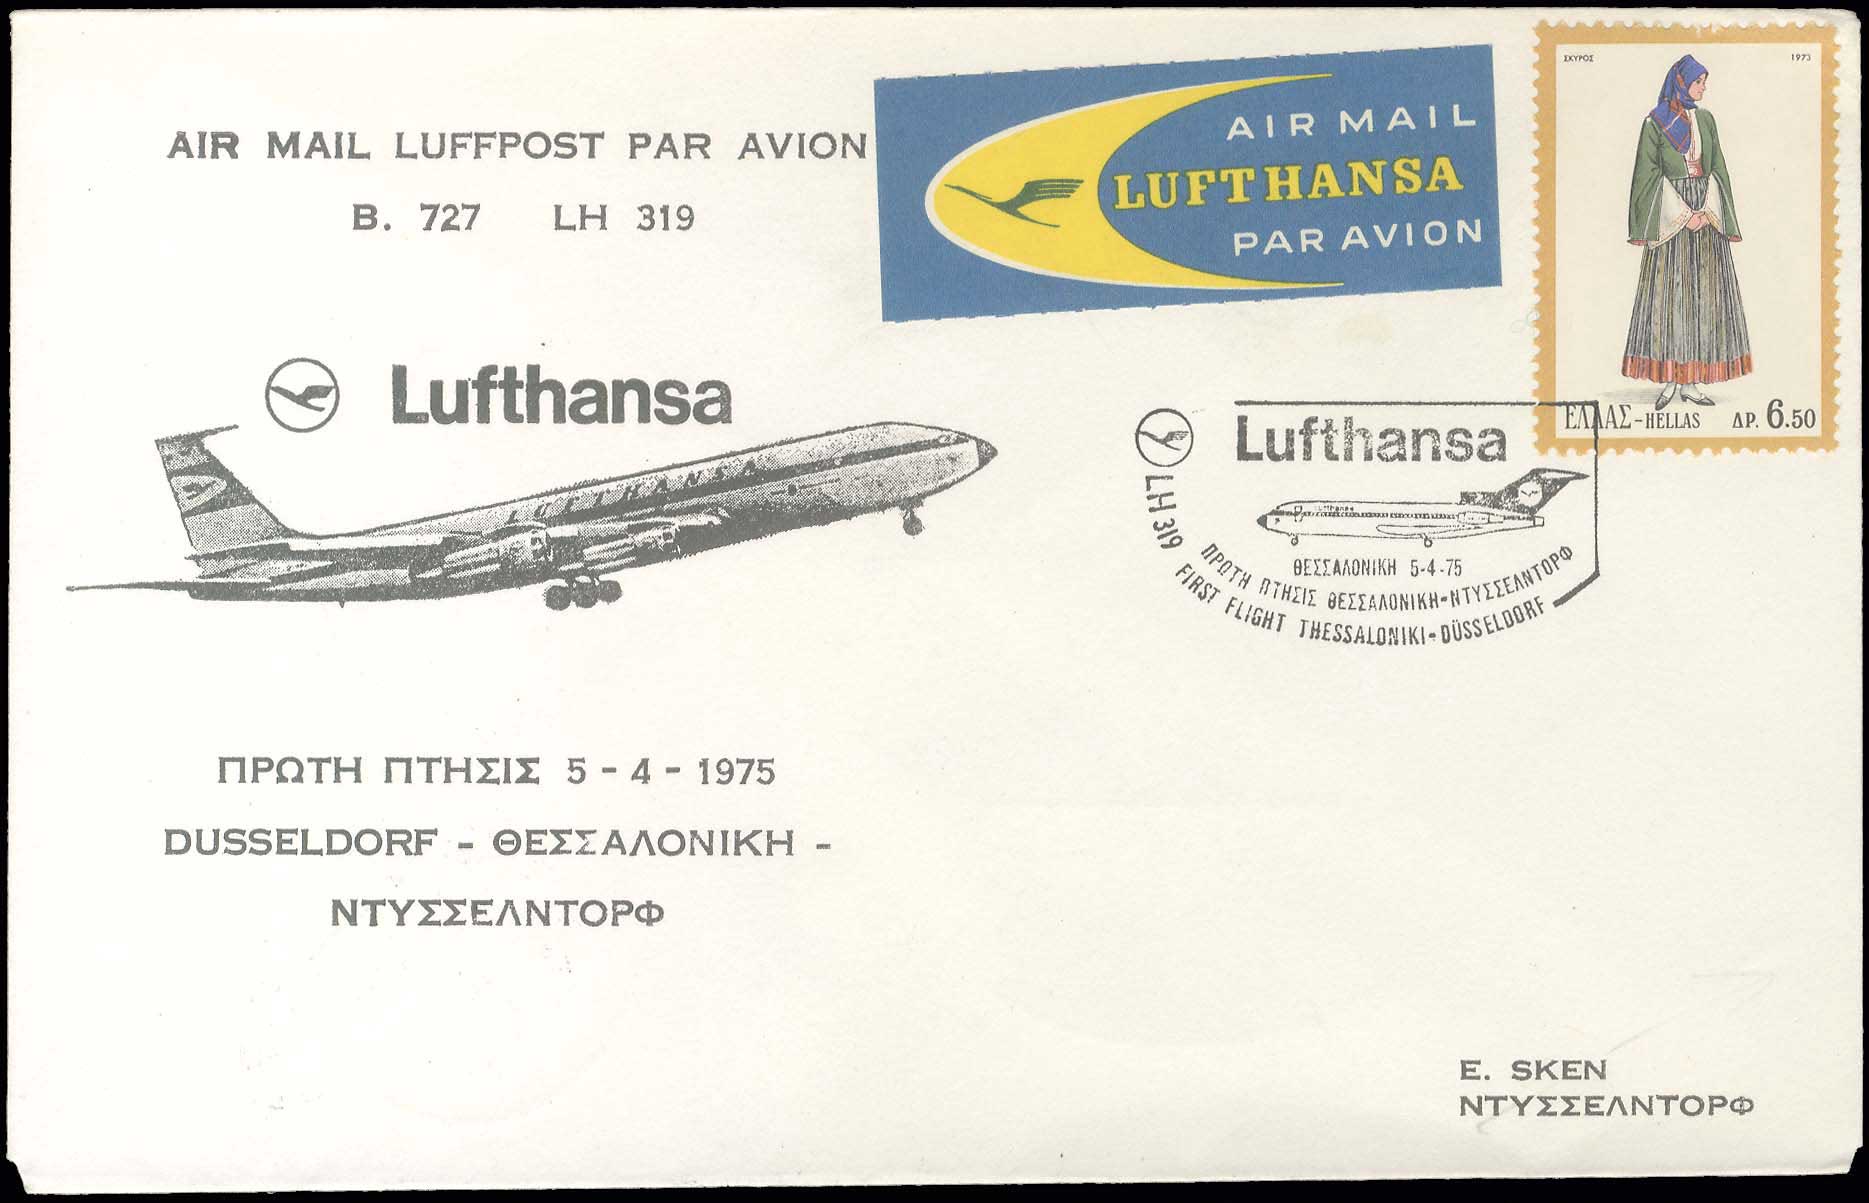 AIR MAIL LUFFPOST PAR AVION
B. 727 LH 319
AIR MAIL
LUFTHANSA
PAR AVION
ΣΚΥΡΟΣ 1973
ΕΛΛΑΣ-HELLAS ΔΡ. 6.50
Lufthansa
LUFTHANSA
Lufthansa
Lufthansa
ΘΕΣΣΑΛΟΝΙΚΗ 5-4-75
ΠΡΩΤΗ ΠΤΗΣΙΣ ΘΕΣΣΑΛΟΝΙΚΗ-ΝΤΥΣΣΕΛΝΤΟΡΦ
LH 319 FIRST FLIGHT THESSALONIKI-DÜSSELDORF
ΠΡΩΤΗ ΠΤΗΣΙΣ 5 - 4 - 1975
DUSSELDORF - ΘΕΣΣΑΛΟΝΙΚΗ -
ΝΤΥΣΣΕΛΝΤΟΡΦ
E. SKEN
ΝΤΥΣΣΕΛΝΤΟΡΦ